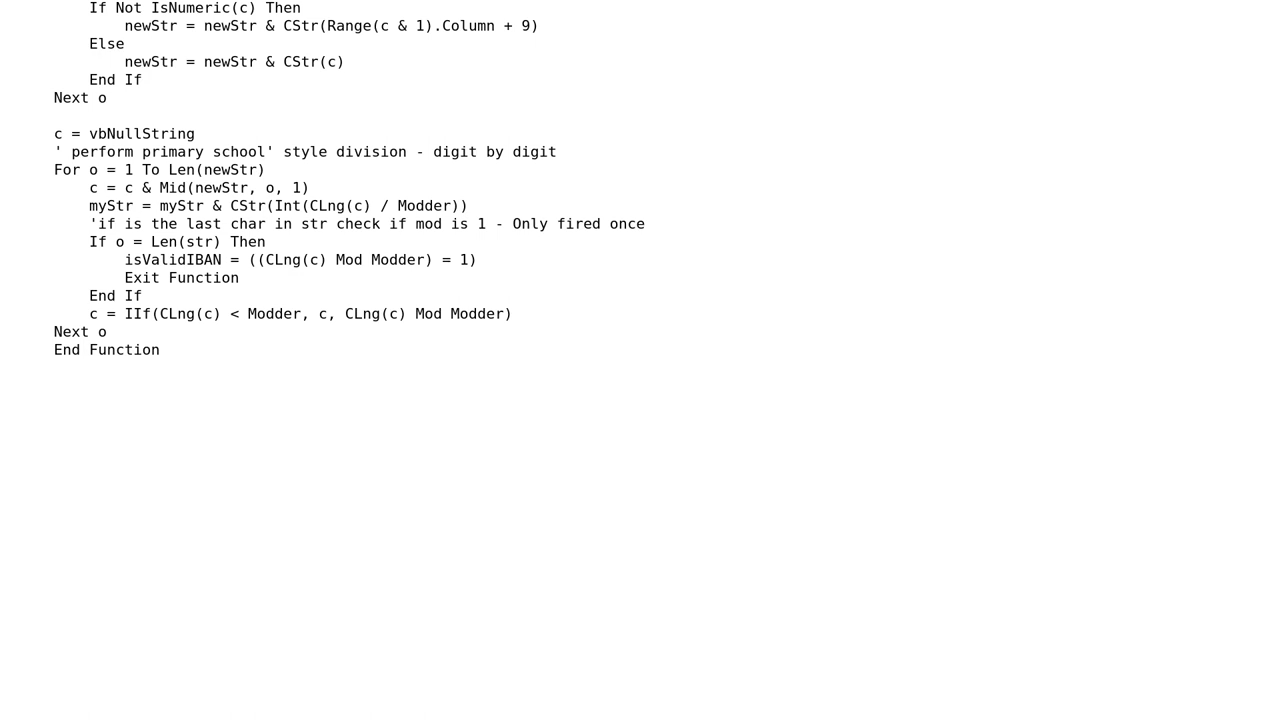 If Not IsNumeric(c) Then
        newStr = newStr & CStr(Range(c & 1).Column + 9)
    Else
        newStr = newStr & CStr(c)
    End If
Next o

c = vbNullString
' perform primary school' style division - digit by digit
For o = 1 To Len(newStr)
    c = c & Mid(newStr, o, 1)
    myStr = myStr & CStr(Int(CLng(c) / Modder))
    'if is the last char in str check if mod is 1 - Only fired once
    If o = Len(str) Then
        isValidIBAN = ((CLng(c) Mod Modder) = 1)
        Exit Function
    End If
    c = IIf(CLng(c) < Modder, c, CLng(c) Mod Modder)
Next o
End Function